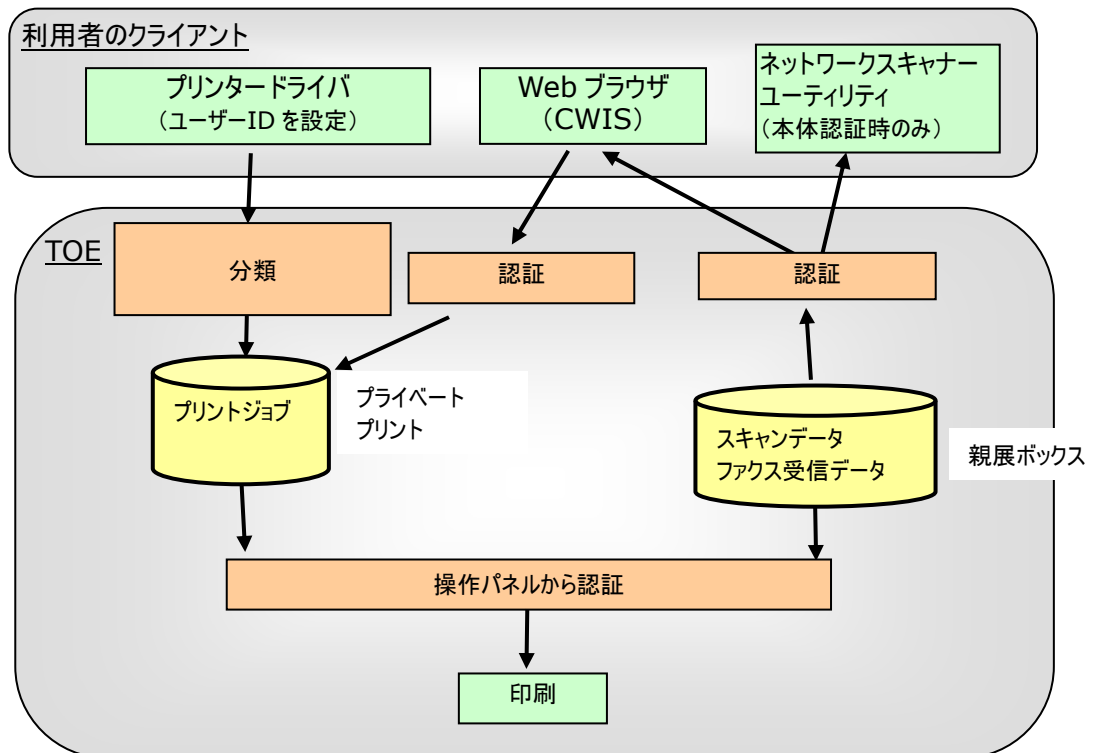 利用者のクライアント
プリンタードライバ
（ユーザーID を設定）
Web ブラウザ
（CWIS）
ネットワークスキャナー
ユーティリティ
（本体認証時のみ）
TOE
分類
認証
認証
プリントジョブ
プライベート
プリント
スキャンデータ
ファクス受信データ
親展ボックス
操作パネルから認証
印刷